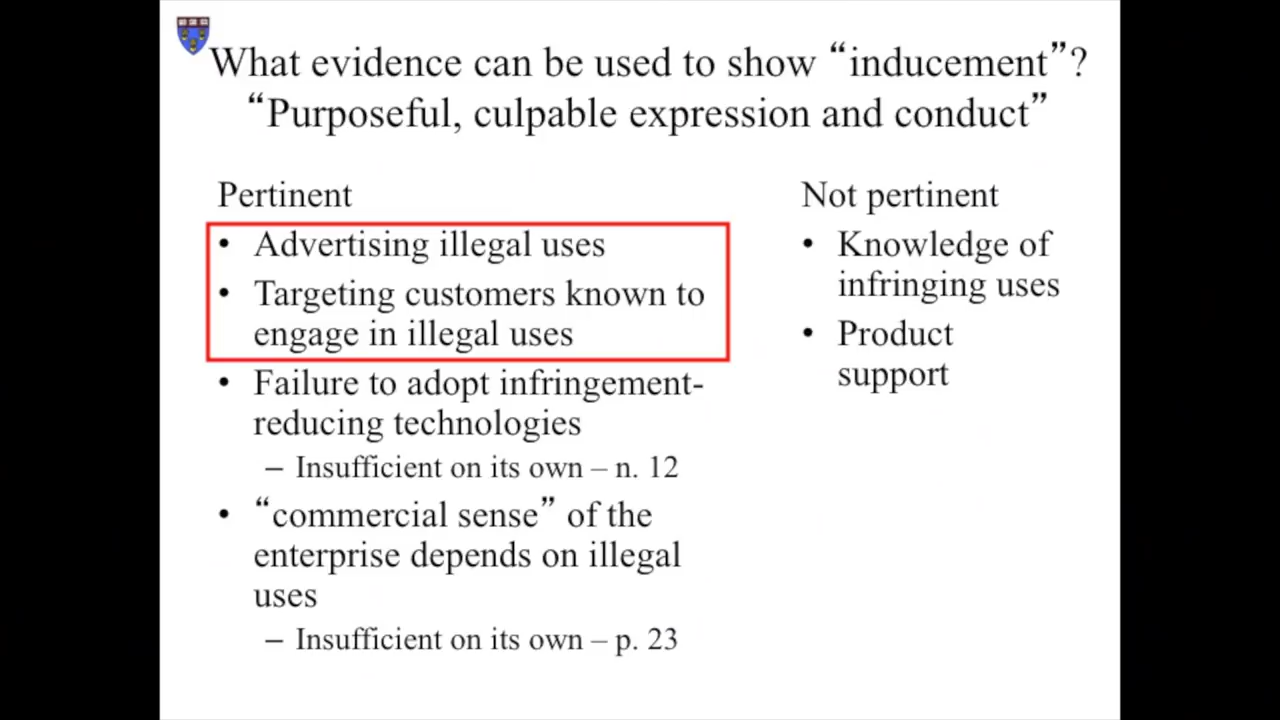 What evidence can be used to show “inducement”?
“Purposeful, culpable expression and conduct”
Pertinent
• Advertising illegal uses
• Targeting customers known to
engage in illegal uses
• Failure to adopt infringement-
reducing technologies
– Insufficient on its own – n. 12
• “commercial sense” of the
enterprise depends on illegal
uses
– Insufficient on its own – p. 23
Not pertinent
• Knowledge of
infringing uses
• Product
support